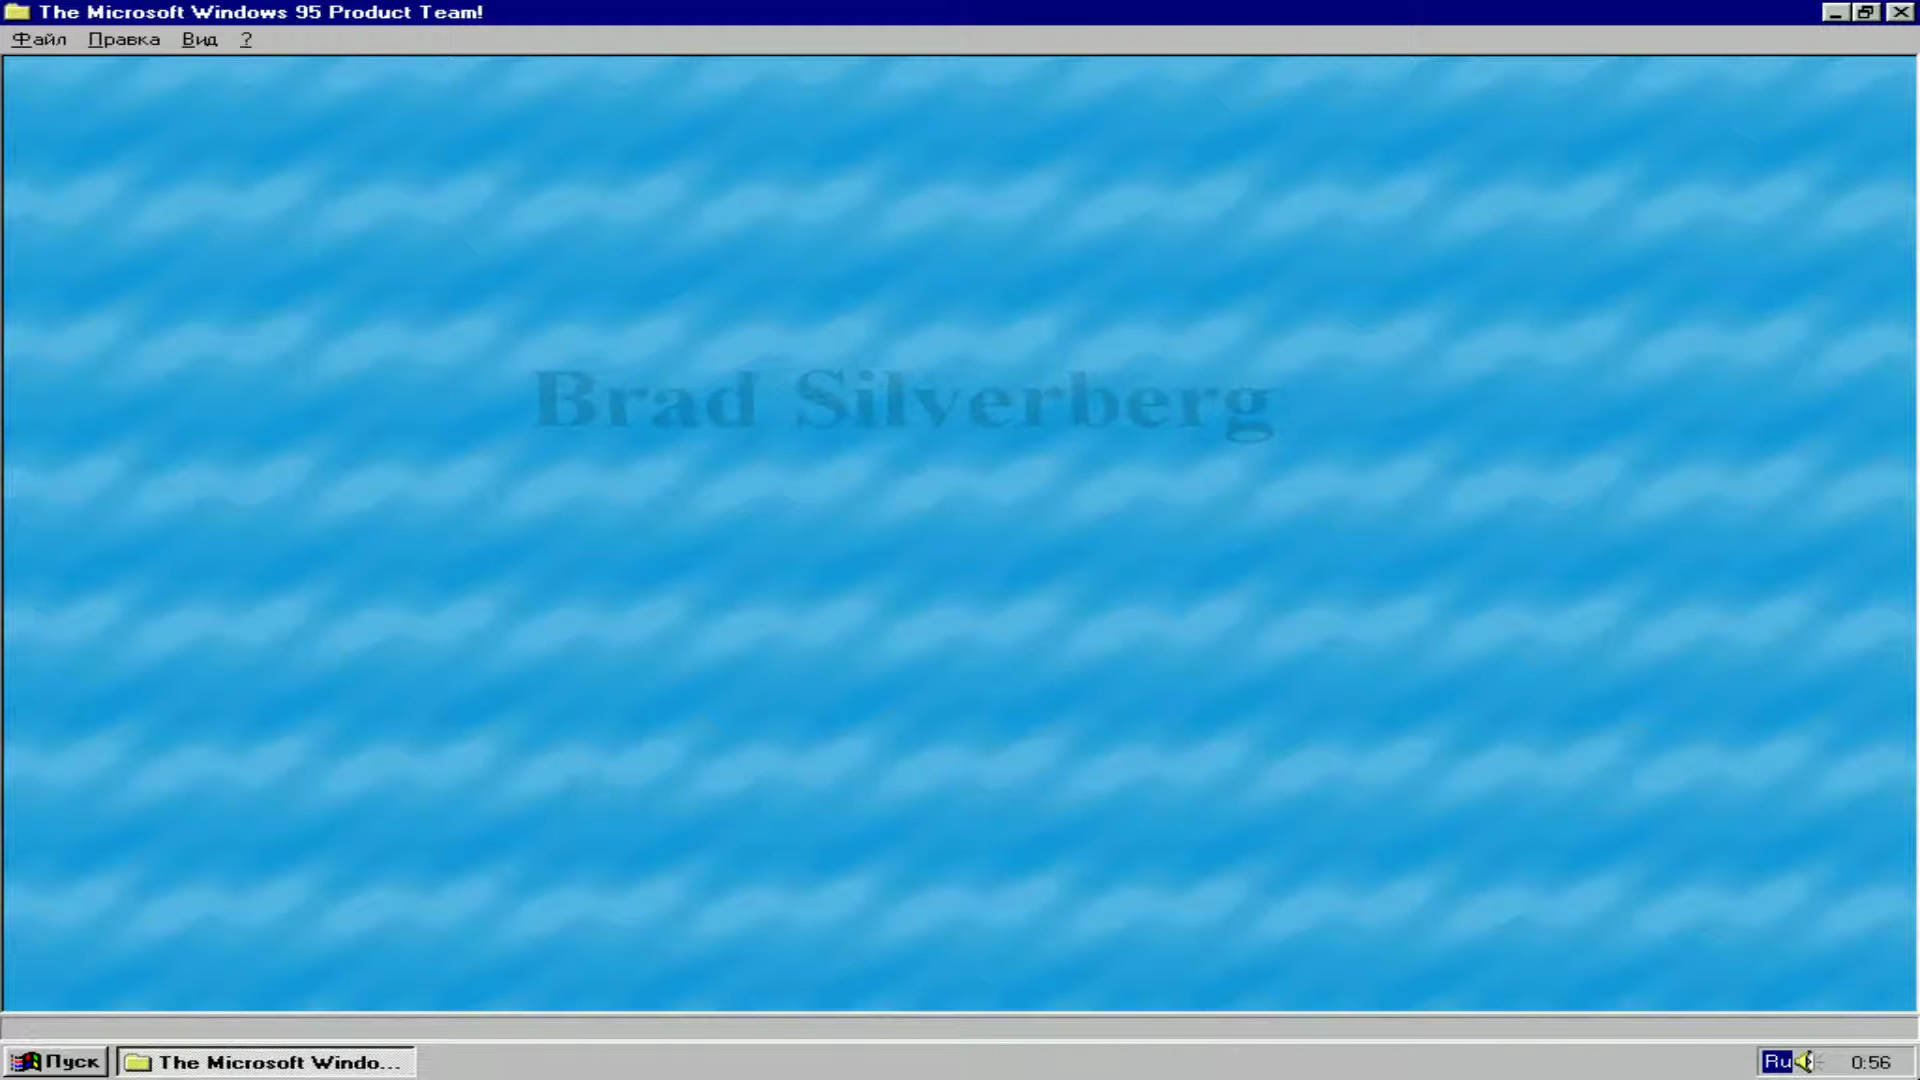 The Microsoft Windows 95 Product Team!
Файл Правка Вид ?
Brad Silverberg
Пуск The Microsoft Windo... Ru 0:56